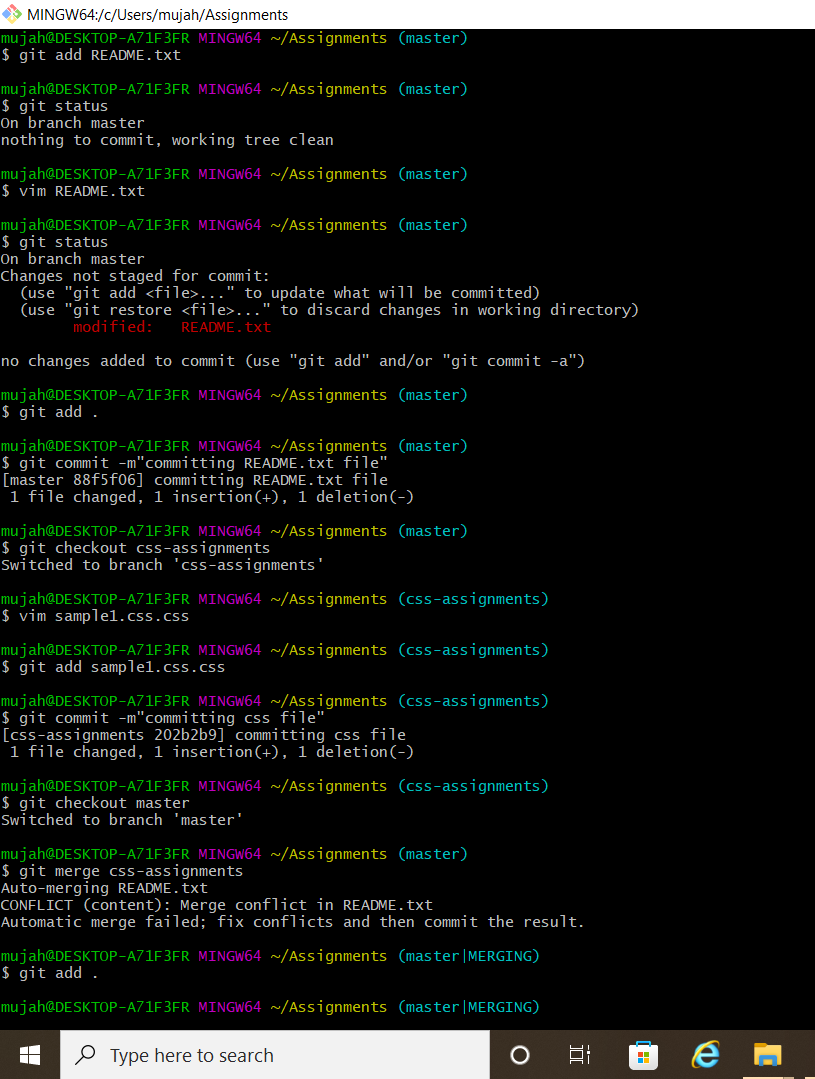 MINGW64:/c/Users/mujah/Assignments
mujah@DESKTOP-A71F3FR MINGW64 ~/Assignments (master)
$ git add README.txt
mujah@DESKTOP-A71F3FR MINGW64 ~/Assignments (master)
$ git status
On branch master
nothing to commit, working tree clean
mujah@DESKTOP-A71F3FR MINGW64 ~/Assignments (master)
$ vim README.txt
mujah@DESKTOP-A71F3FR MINGW64 ~/Assignments (master)
$ git status
On branch master
Changes not staged for commit:
  (use "git add <file>..." to update what will be committed)
  (use "git restore <file>..." to discard changes in working directory)
        modified:   README.txt
no changes added to commit (use "git add" and/or "git commit -a")
mujah@DESKTOP-A71F3FR MINGW64 ~/Assignments (master)
$ git add .
mujah@DESKTOP-A71F3FR MINGW64 ~/Assignments (master)
$ git commit -m"committing README.txt file"
[master 88f5f06] committing README.txt file
 1 file changed, 1 insertion(+), 1 deletion(-)
mujah@DESKTOP-A71F3FR MINGW64 ~/Assignments (master)
$ git checkout css-assignments
Switched to branch 'css-assignments'
mujah@DESKTOP-A71F3FR MINGW64 ~/Assignments (css-assignments)
$ vim sample1.css.css
mujah@DESKTOP-A71F3FR MINGW64 ~/Assignments (css-assignments)
$ git add sample1.css.css
mujah@DESKTOP-A71F3FR MINGW64 ~/Assignments (css-assignments)
$ git commit -m"committing css file"
[css-assignments 202b2b9] committing css file
 1 file changed, 1 insertion(+), 1 deletion(-)
mujah@DESKTOP-A71F3FR MINGW64 ~/Assignments (css-assignments)
$ git checkout master
Switched to branch 'master'
mujah@DESKTOP-A71F3FR MINGW64 ~/Assignments (master)
$ git merge css-assignments
Auto-merging README.txt
CONFLICT (content): Merge conflict in README.txt
Automatic merge failed; fix conflicts and then commit the result.
mujah@DESKTOP-A71F3FR MINGW64 ~/Assignments (master|MERGING)
$ git add .
mujah@DESKTOP-A71F3FR MINGW64 ~/Assignments (master|MERGING)
Type here to search